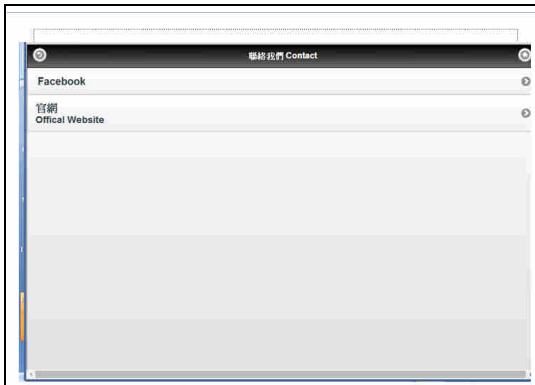 聯絡我們 Contact
Facebook
官網
Offical Website